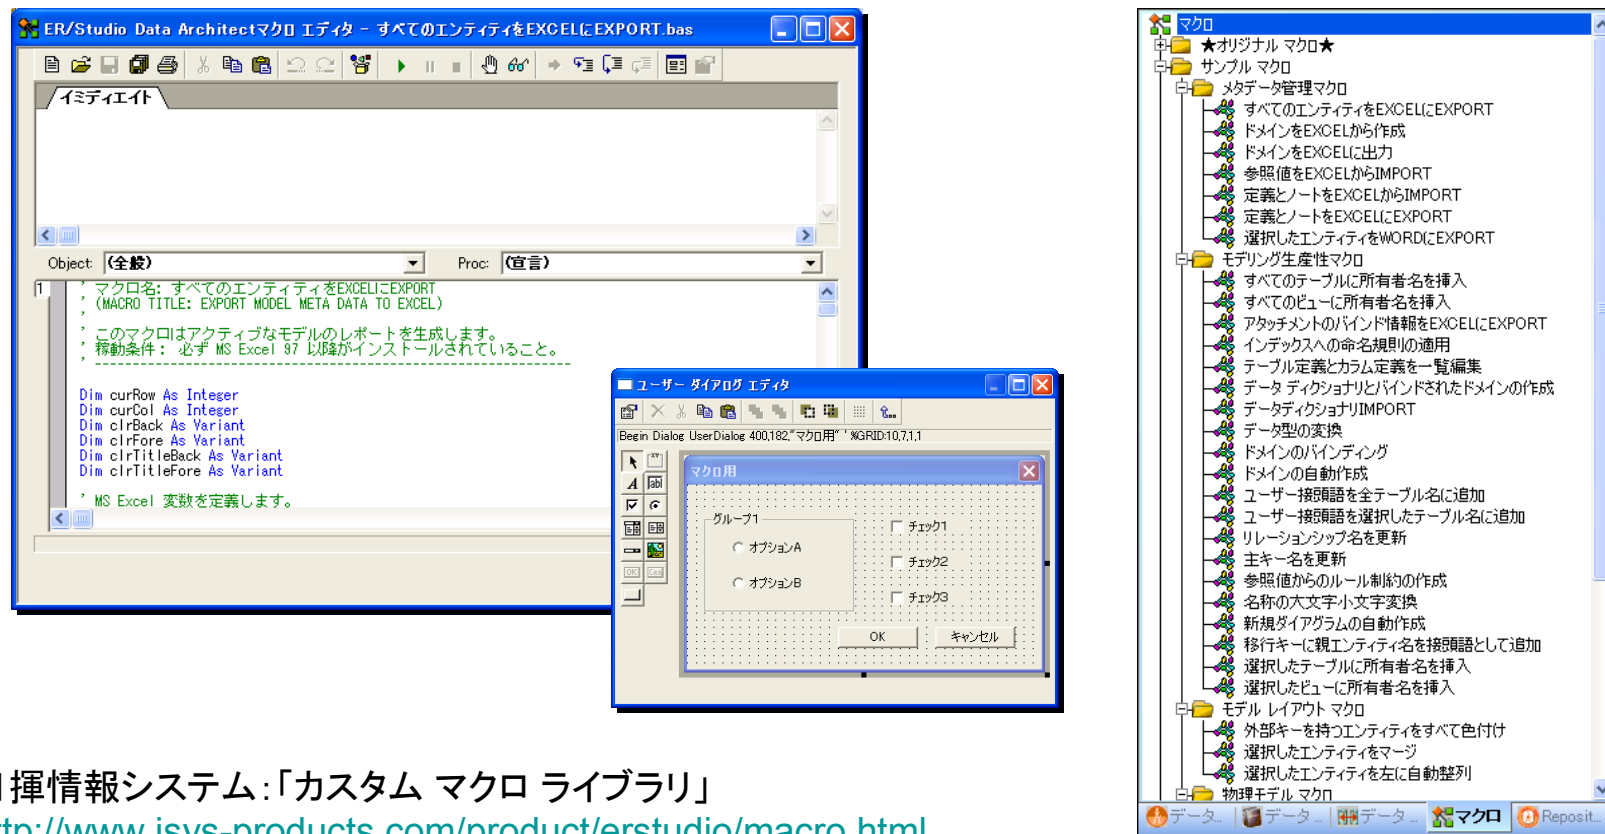 ER/Studio Data Architectマクロ エディタ - すべてのエンティティをEXCELにEXPORT.bas
イミディエイト
Object: (全般) Proc: (宣言)
1
' マクロ名: すべてのエンティティをEXCELにEXPORT
' (MACRO TITLE: EXPORT MODEL META DATA TO EXCEL)
'
' このマクロはアクティブなモデルのレポートを生成します。
' 稼動条件: 必ず MS Excel 97 以降がインストールされていること。
' ------------------------------------------------------------
Dim curRow As Integer
Dim curCol As Integer
Dim clrBack As Variant
Dim clrFore As Variant
Dim clrTitleBack As Variant
Dim clrTitleFore As Variant
' MS Excel 変数を定義します。
ユーザー ダイアログ エディタ
Begin Dialog UserDialog 400,182,"マクロ用" ' %GRID:10,7,1,1
マクロ用
グループ1
オプションA
オプションB
チェック1
チェック2
チェック3
OK キャンセル
マクロ
★オリジナル マクロ★
サンプル マクロ
メタデータ管理マクロ
すべてのエンティティをEXCELにEXPORT
ドメインをEXCELから作成
ドメインをEXCELに出力
参照値をEXCELからIMPORT
定義とノートをEXCELからIMPORT
定義とノートをEXCELにEXPORT
選択したエンティティをWORDにEXPORT
モデリング生産性マクロ
すべてのテーブルに所有者名を挿入
すべてのビューに所有者名を挿入
アタッチメントのバインド情報をEXCELにEXPORT
インデックスへの命名規則の適用
テーブル定義とカラム定義を一覧編集
データ ディクショナリとバインドされたドメインの作成
データディクショナリIMPORT
データ型の変換
ドメインのバインディング
ドメインの自動作成
ユーザー接頭語を全テーブル名に追加
ユーザー接頭語を選択したテーブル名に追加
リレーションシップ名を更新
主キー名を更新
参照値からのルール制約の作成
名称の大文字小文字変換
新規ダイアグラムの自動作成
移行キーに親エンティティ名を接頭語として追加
選択したテーブルに所有者名を挿入
選択したビューに所有者名を挿入
モデル レイアウト マクロ
外部キーを持つエンティティをすべて色付け
選択したエンティティをマージ
選択したエンティティを左に自動整列
物理モデル マクロ
データ... データ... データ... マクロ Reposit...
揮情報システム：「カスタム マクロ ライブラリ」
ttp://www.isys-products.com/product/erstudio/macro.html